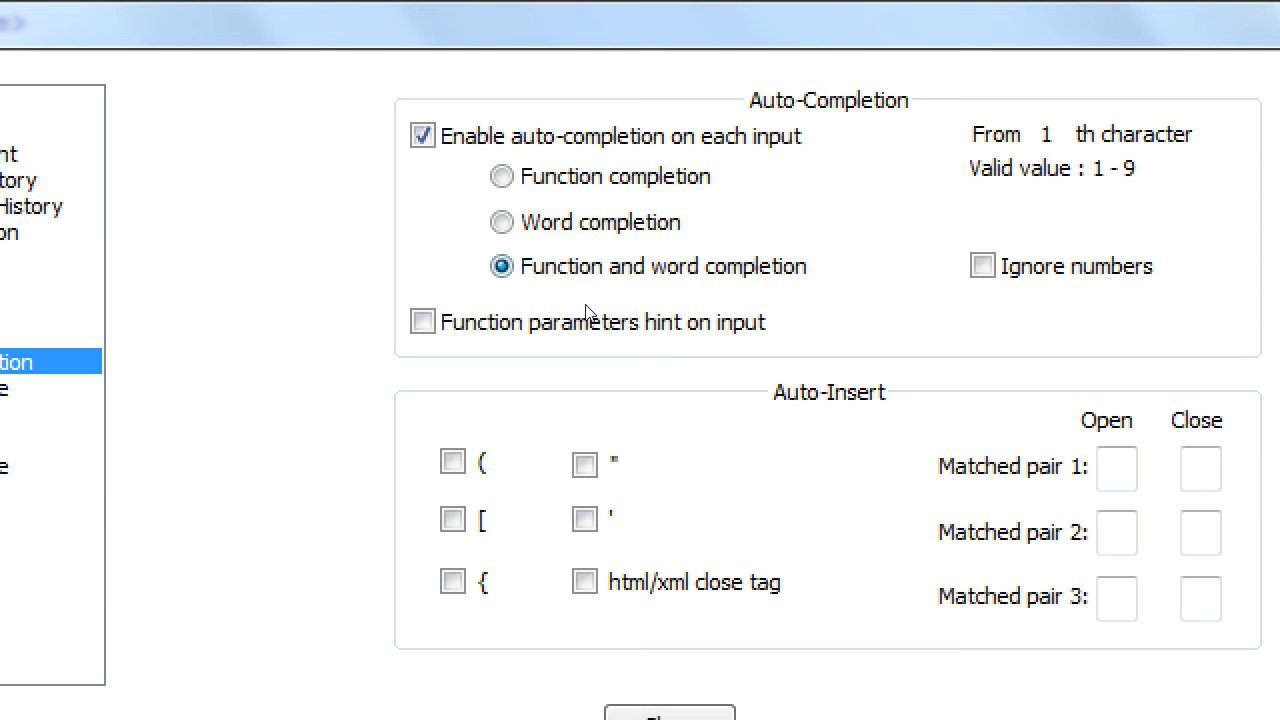 Auto-Completion
Enable auto-completion on each input
From 1 th character
Function completion
Valid value : 1 - 9
Word completion
Function and word completion
Ignore numbers
Function parameters hint on input
Auto-Insert
Open Close
( " Matched pair 1:
[ ' Matched pair 2:
{ html/xml close tag Matched pair 3:
nt
tory
History
on
tion
e
e